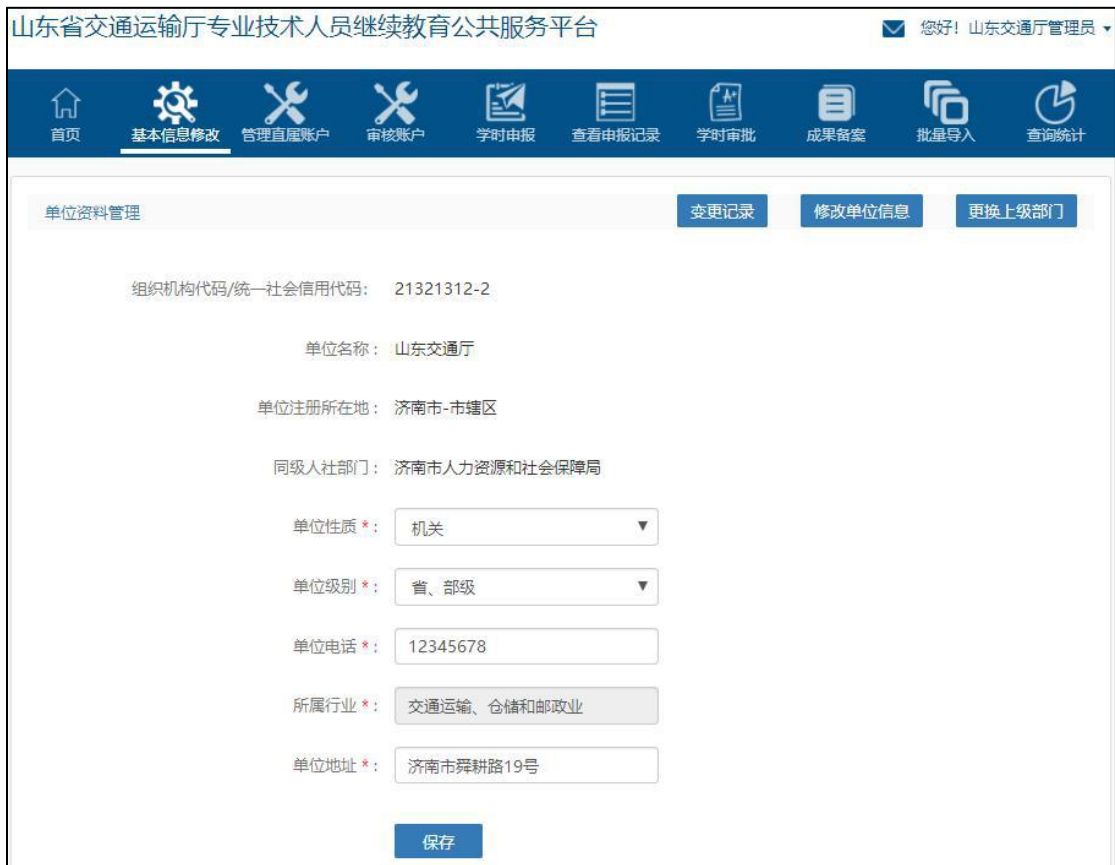 山东省交通运输厅专业技术人员继续教育公共服务平台
您好！山东交通厅管理员
首页 基本信息修改 管理直属账户 审核账户 学时申报 查看申报记录 学时审批 成果备案 批量导入 查询统计
单位资料管理 变更记录 修改单位信息 更换上级部门
组织机构代码/统一社会信用代码： 21321312-2
单位名称： 山东交通厅
单位注册所在地： 济南市-市辖区
同级人社部门： 济南市人力资源和社会保障局
单位性质 *： 机关
单位级别 *： 省、部级
单位电话 *： 12345678
所属行业 *： 交通运输、仓储和邮政业
单位地址 *： 济南市舜耕路19号
保存